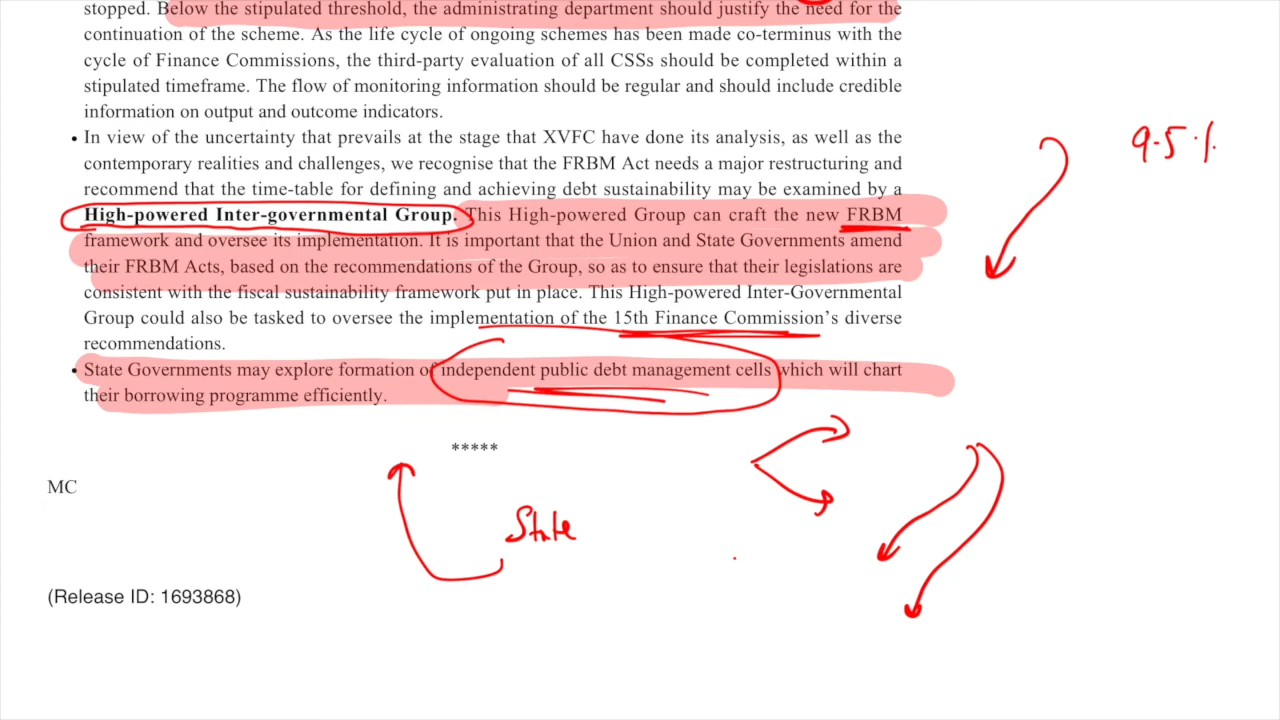 stopped. Below the stipulated threshold, the administrating department should justify the need for the
continuation of the scheme. As the life cycle of ongoing schemes has been made co-terminus with the
cycle of Finance Commissions, the third-party evaluation of all CSSs should be completed within a
stipulated timeframe. The flow of monitoring information should be regular and should include credible
information on output and outcome indicators.
• In view of the uncertainty that prevails at the stage that XVFC have done its analysis, as well as the
contemporary realities and challenges, we recognise that the FRBM Act needs a major restructuring and
recommend that the time-table for defining and achieving debt sustainability may be examined by a
High-powered Inter-governmental Group. This High-powered Group can craft the new FRBM
framework and oversee its implementation. It is important that the Union and State Governments amend
their FRBM Acts, based on the recommendations of the Group, so as to ensure that their legislations are
consistent with the fiscal sustainability framework put in place. This High-powered Inter-Governmental
Group could also be tasked to oversee the implementation of the 15th Finance Commission's diverse
recommendations.
• State Governments may explore formation of independent public debt management cells which will chart
their borrowing programme efficiently.
*****
MC
(Release ID: 1693868)
9.5%
State